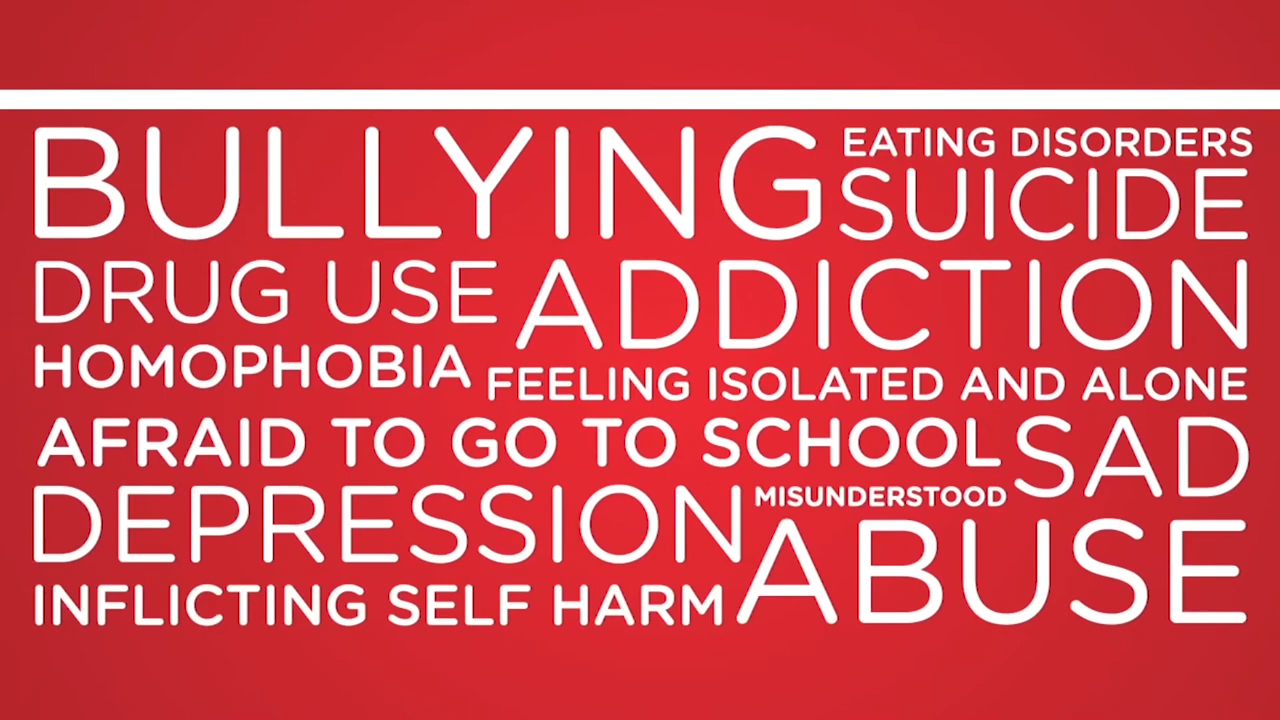 BULLYING
EATING DISORDERS
SUICIDE
DRUG USE
ADDICTION
HOMOPHOBIA
FEELING ISOLATED AND ALONE
AFRAID TO GO TO SCHOOL
SAD
DEPRESSION
MISUNDERSTOOD
ABUSE
INFLICTING SELF HARM